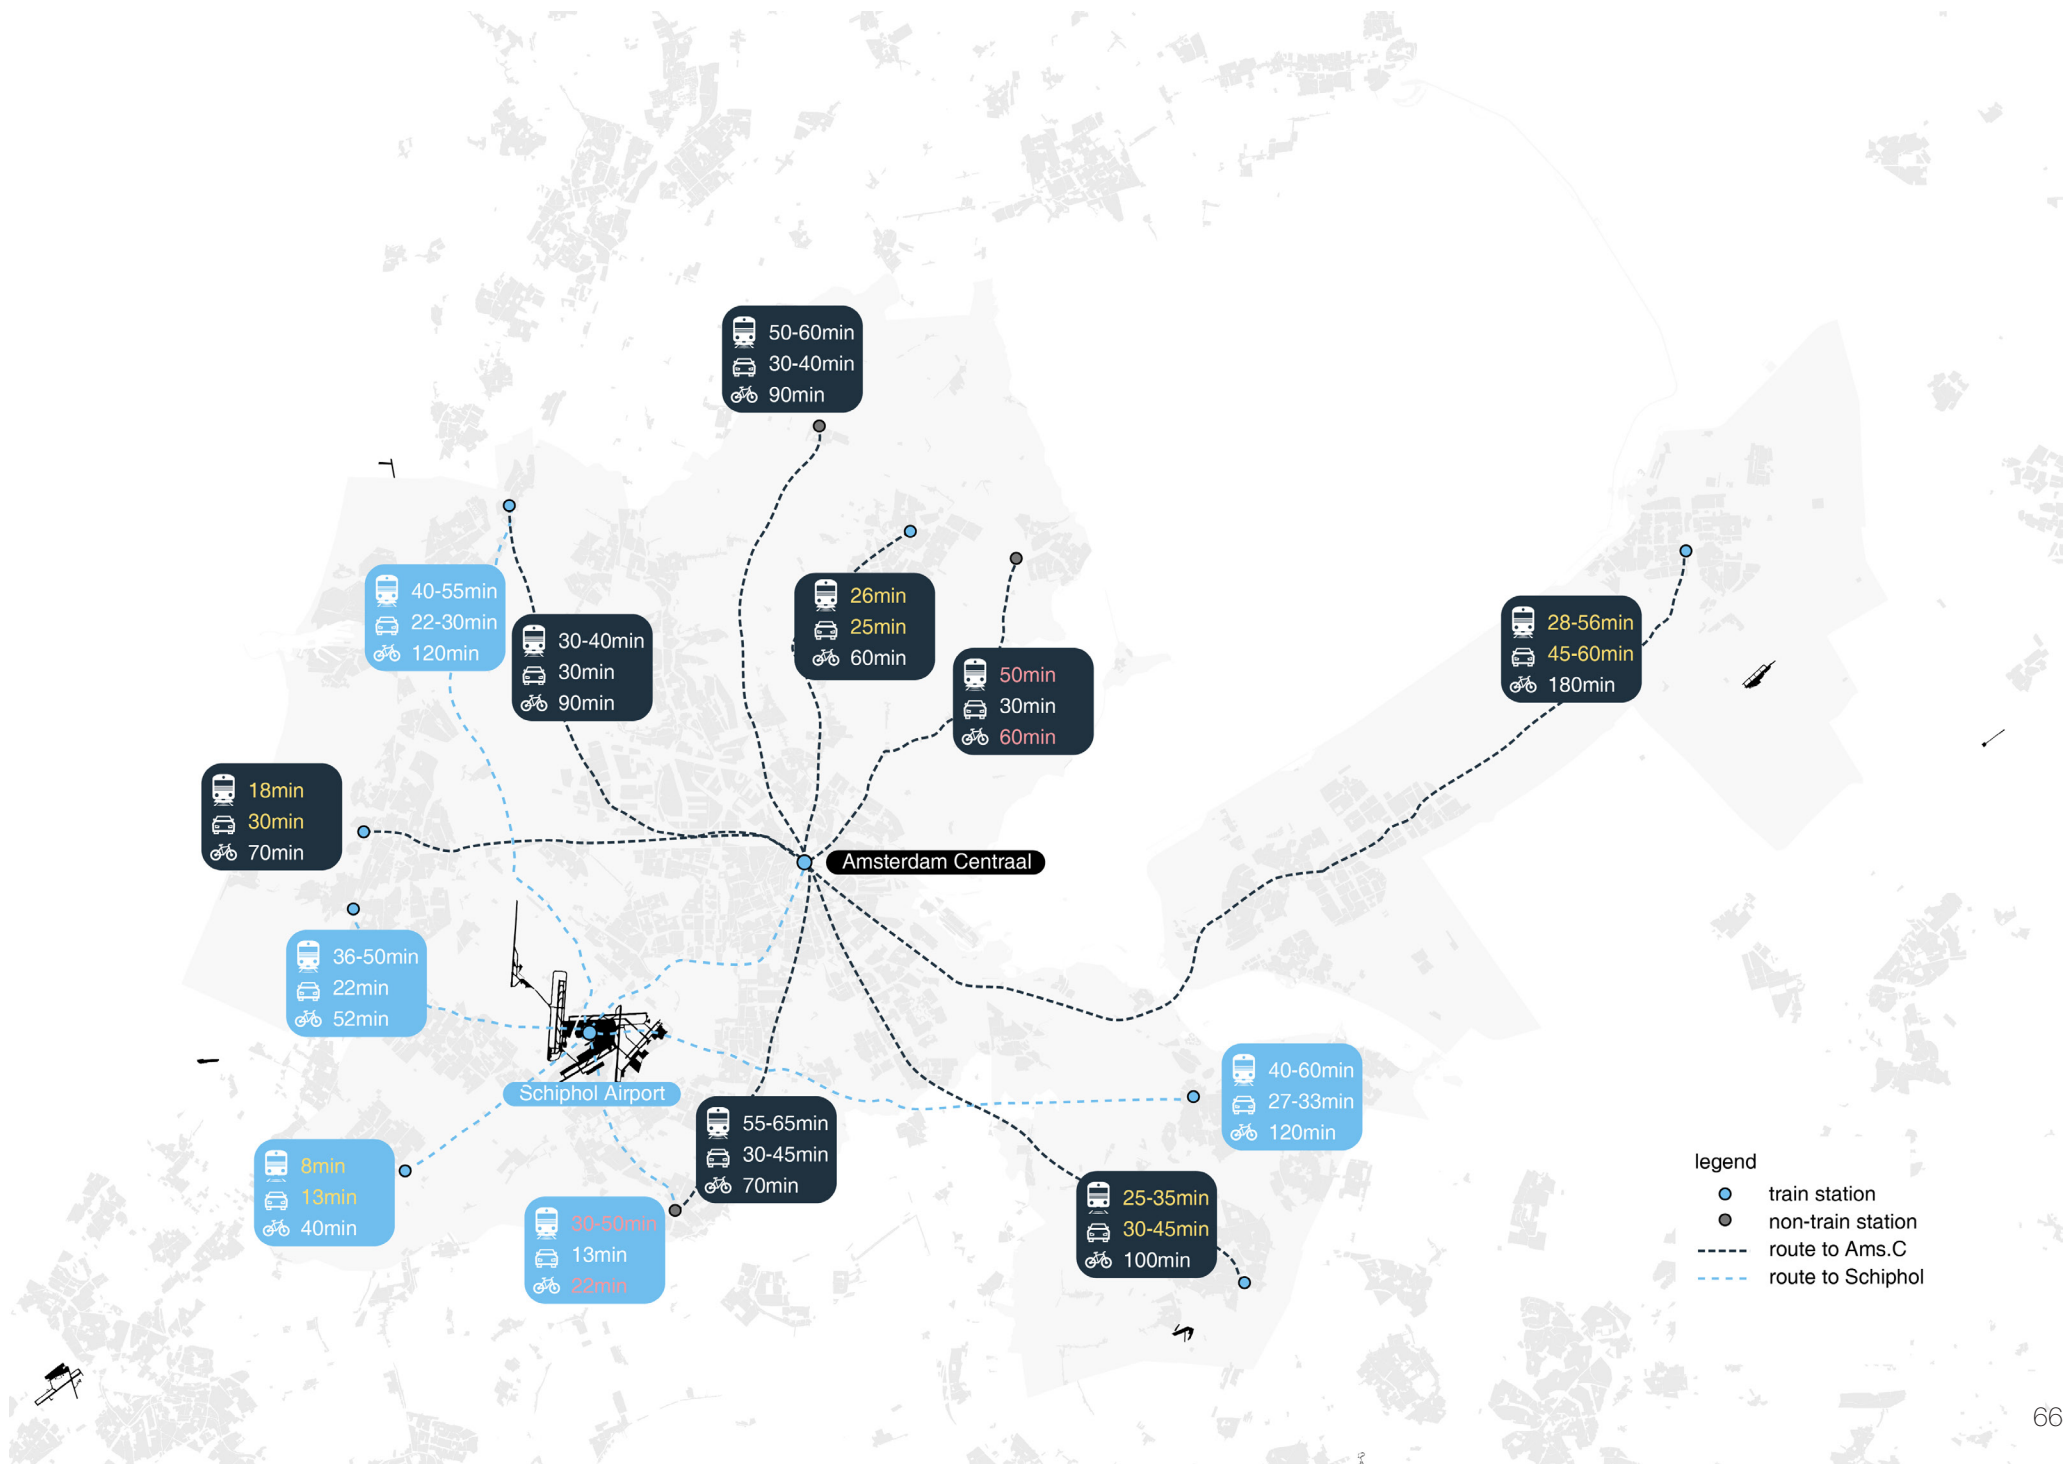 50-60min
30-40min
90min
40-55min
22-30min
120min
30-40min
30min
90min
26min
25min
60min
50min
30min
60min
28-56min
45-60min
180min
18min
30min
70min
Amsterdam Centraal
36-50min
22min
52min
Schiphol Airport
40-60min
27-33min
120min
55-65min
30-45min
70min
8min
13min
40min
30-50min
13min
22min
25-35min
30-45min
100min
legend
train station
non-train station
route to Ams.C
route to Schiphol
66